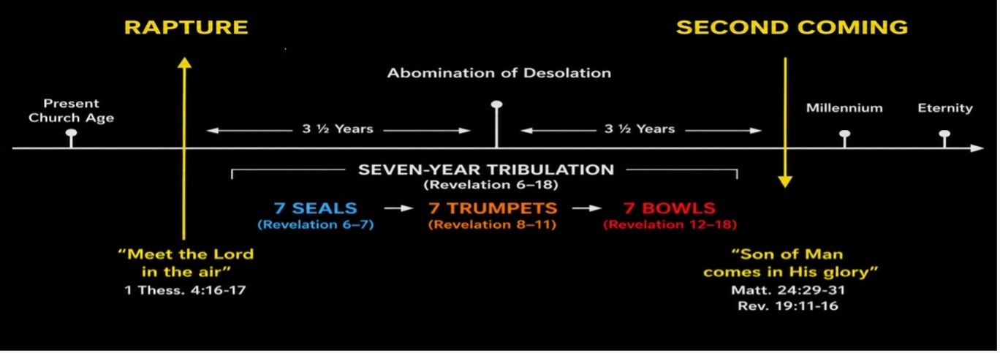 RAPTURE
SECOND COMING
Abomination of Desolation
Present
Church Age
Millennium
Eternity
3 ½ Years
3 ½ Years
SEVEN-YEAR TRIBULATION
(Revelation 6–18)
7 SEALS
(Revelation 6–7)
7 TRUMPETS
(Revelation 8–11)
7 BOWLS
(Revelation 12–18)
“Meet the Lord
in the air”
1 Thess. 4:16-17
“Son of Man
comes in His glory”
Matt. 24:29-31
Rev. 19:11-16